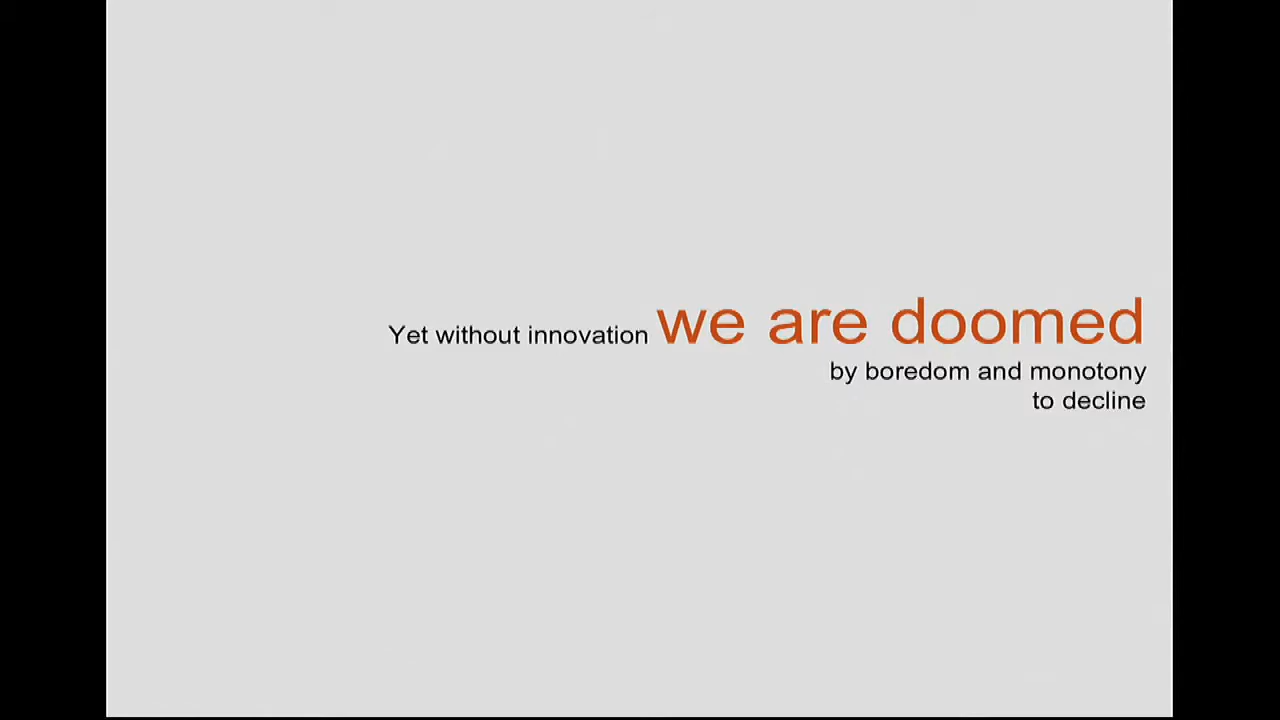 Yet without innovation we are doomed
by boredom and monotony
to decline